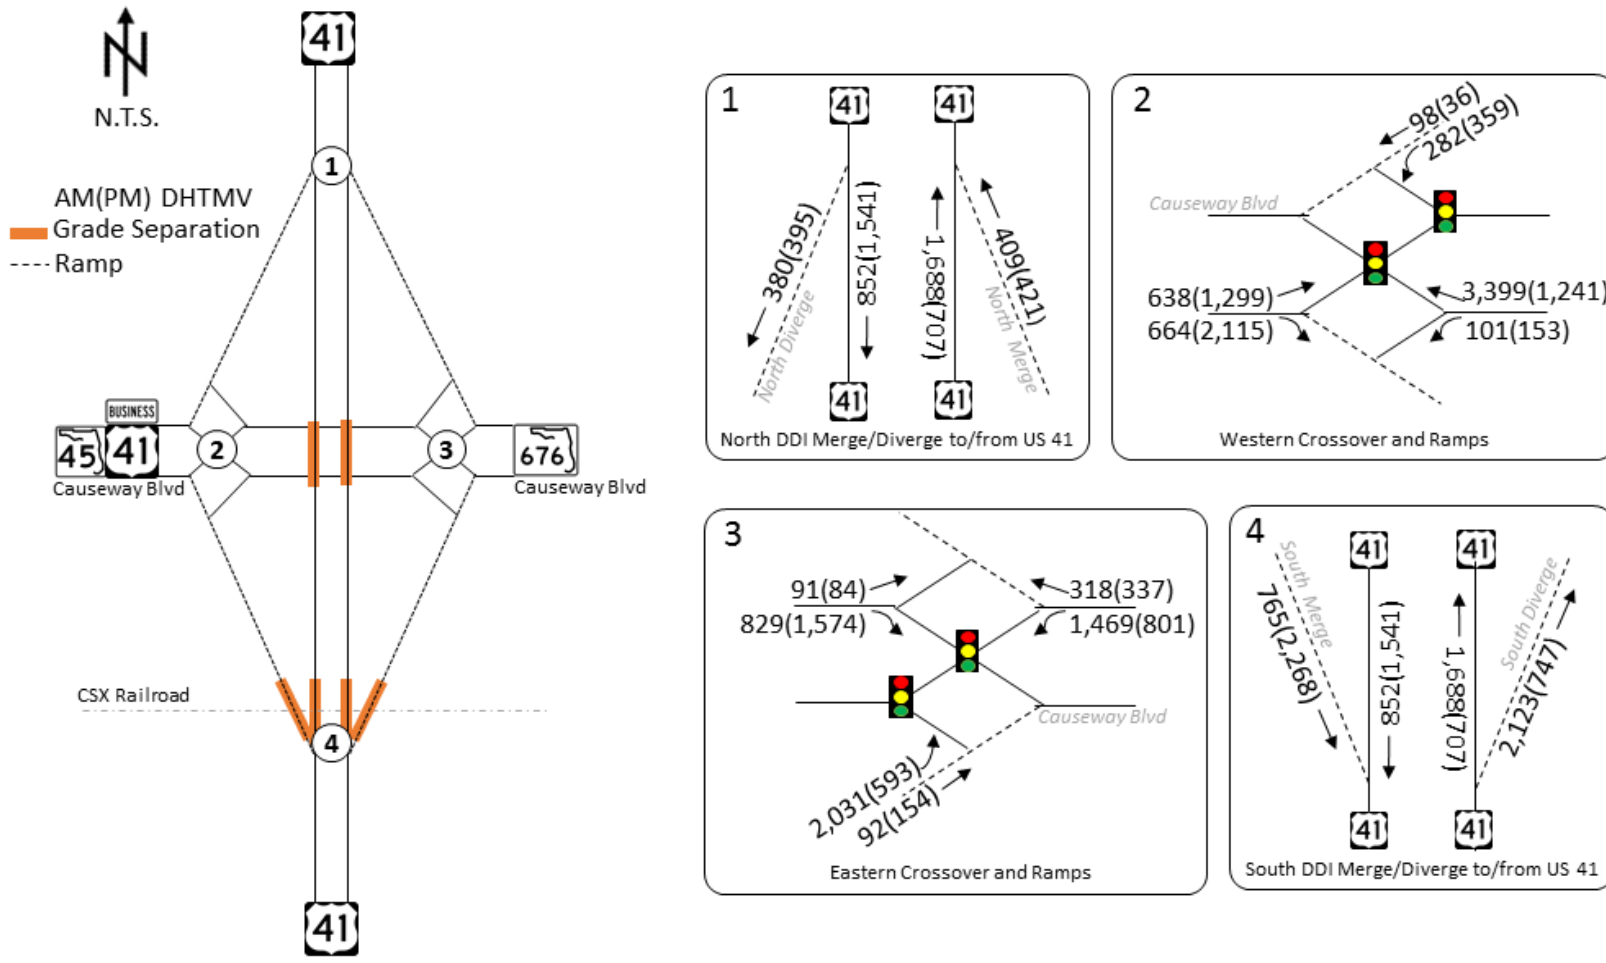 41
N
N.T.S.
AM(PM) DHTMV
Grade Separation
Ramp
1
BUSINESS
45
41
2
3
676
Causeway Blvd
Causeway Blvd
CSX Railroad
4
41
1
41
41
380(395)
North Diverge
852(1,541)
1,688(707)
409(421)
North Merge
41
41
North DDI Merge/Diverge to/from US 41
2
98(36)
282(359)
Causeway Blvd
638(1,299)
664(2,115)
3,399(1,241)
101(153)
Western Crossover and Ramps
3
91(84)
829(1,574)
318(337)
1,469(801)
Causeway Blvd
2,031(593)
92(154)
Eastern Crossover and Ramps
4
41
41
South Merge
765(2,268)
852(1,541)
1,688(707)
South Diverge
2,123(747)
41
41
South DDI Merge/Diverge to/from US 41